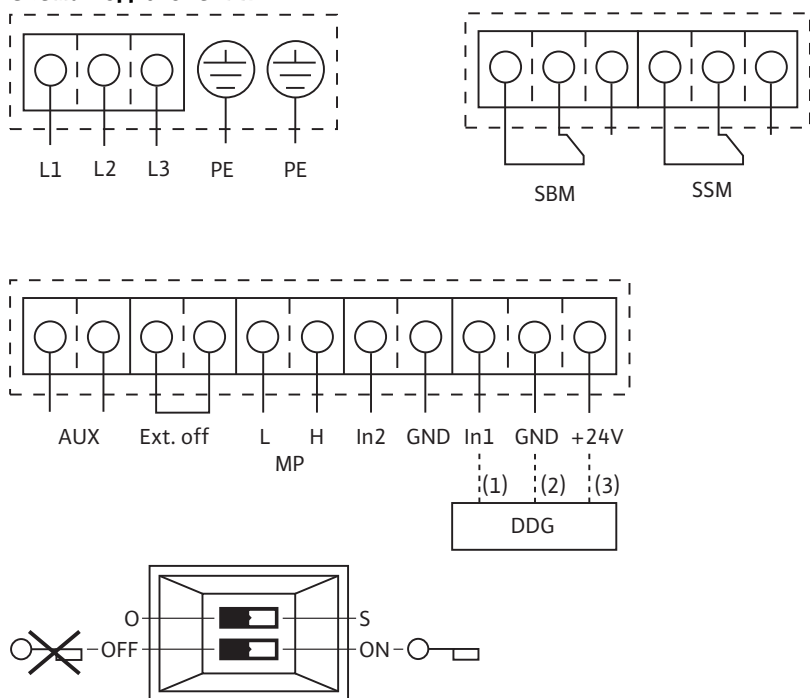 L1 L2 L3 PE PE
SBM SSM
AUX Ext. off L H In2 GND In1 GND +24V
MP
(1) (2) (3)
DDG
O S
OFF ON